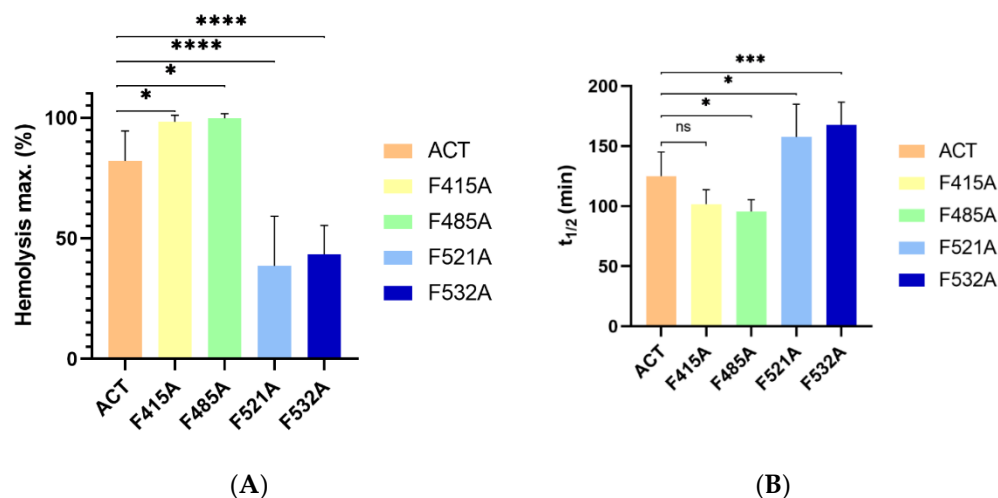 ****
****
*
*
Hemolysis max. (%)
100
50
0
ACT
F415A
F485A
F521A
F532A
ACT
F415A
F485A
F521A
F532A
(A)
***
*
*
ns
t1/2 (min)
200
150
100
50
0
ACT
F415A
F485A
F521A
F532A
ACT
F415A
F485A
F521A
F532A
(B)